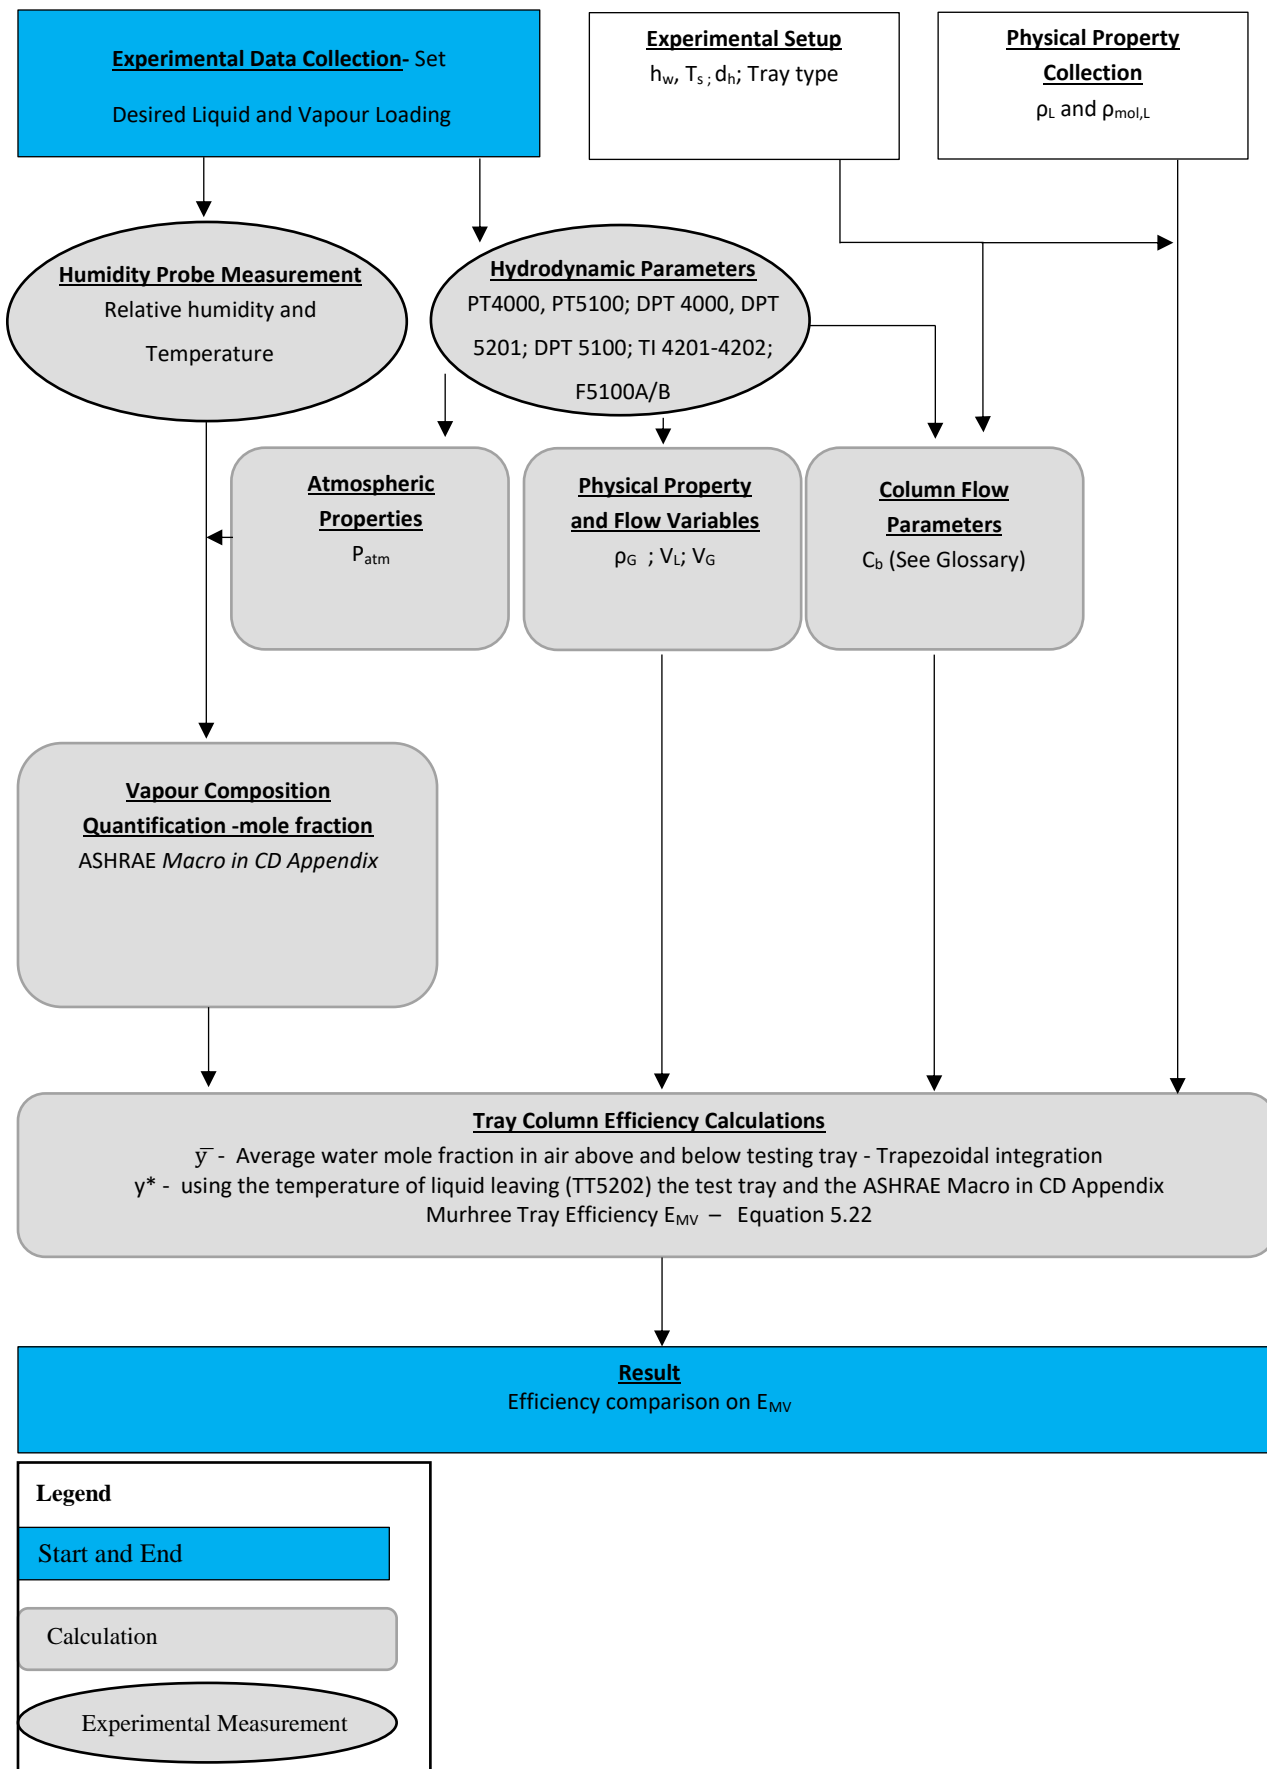 Experimental Data Collection- Set
Desired Liquid and Vapour Loading
Experimental Setup
hw, Ts ; dh; Tray type
Physical Property
Collection
ρL and ρmol,L
Humidity Probe Measurement
Relative humidity and
Temperature
Hydrodynamic Parameters
PT4000, PT5100; DPT 4000, DPT
5201; DPT 5100; TI 4201-4202;
F5100A/B
Atmospheric
Properties
Patm
Physical Property
and Flow Variables
ρG ; VL; VG
Column Flow
Parameters
Cb (See Glossary)
Vapour Composition
Quantification -mole fraction
ASHRAE Macro in CD Appendix
Tray Column Efficiency Calculations
y̅ - Average water mole fraction in air above and below testing tray - Trapezoidal integration
y* - using the temperature of liquid leaving (TT5202) the test tray and the ASHRAE Macro in CD Appendix
Murhree Tray Efficiency EMV – Equation 5.22
Result
Efficiency comparison on EMV
Legend
Start and End
Calculation
Experimental Measurement